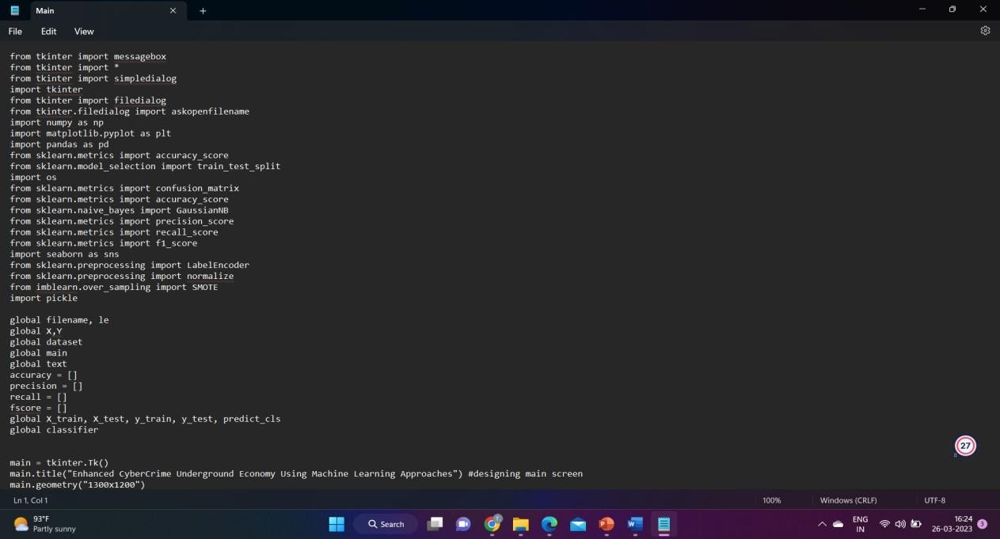 Main
File Edit View
from tkinter import messagebox
from tkinter import *
from tkinter import simpledialog
import tkinter
from tkinter import filedialog
from tkinter.filedialog import askopenfilename
import numpy as np
import matplotlib.pyplot as plt
import pandas as pd
from sklearn.metrics import accuracy_score
from sklearn.model_selection import train_test_split
import os
from sklearn.metrics import confusion_matrix
from sklearn.metrics import accuracy_score
from sklearn.naive_bayes import GaussianNB
from sklearn.metrics import precision_score
from sklearn.metrics import recall_score
from sklearn.metrics import f1_score
import seaborn as sns
from sklearn.preprocessing import LabelEncoder
from sklearn.preprocessing import normalize
from imblearn.over_sampling import SMOTE
import pickle
global filename, le
global X,Y
global dataset
global main
global text
accuracy = []
precision = []
recall = []
fscore = []
global X_train, X_test, y_train, y_test, predict_cls
global classifier
27
main = tkinter.Tk()
main.title("Enhanced CyberCrime Underground Economy Using Machine Learning Approaches") #designing main screen
main.geometry("1300x1200")
Ln 1, Col 1 100% Windows (CRLF) UTF-8
93°F
Partly sunny
Search
ENG
IN
16:24
26-03-2023
3